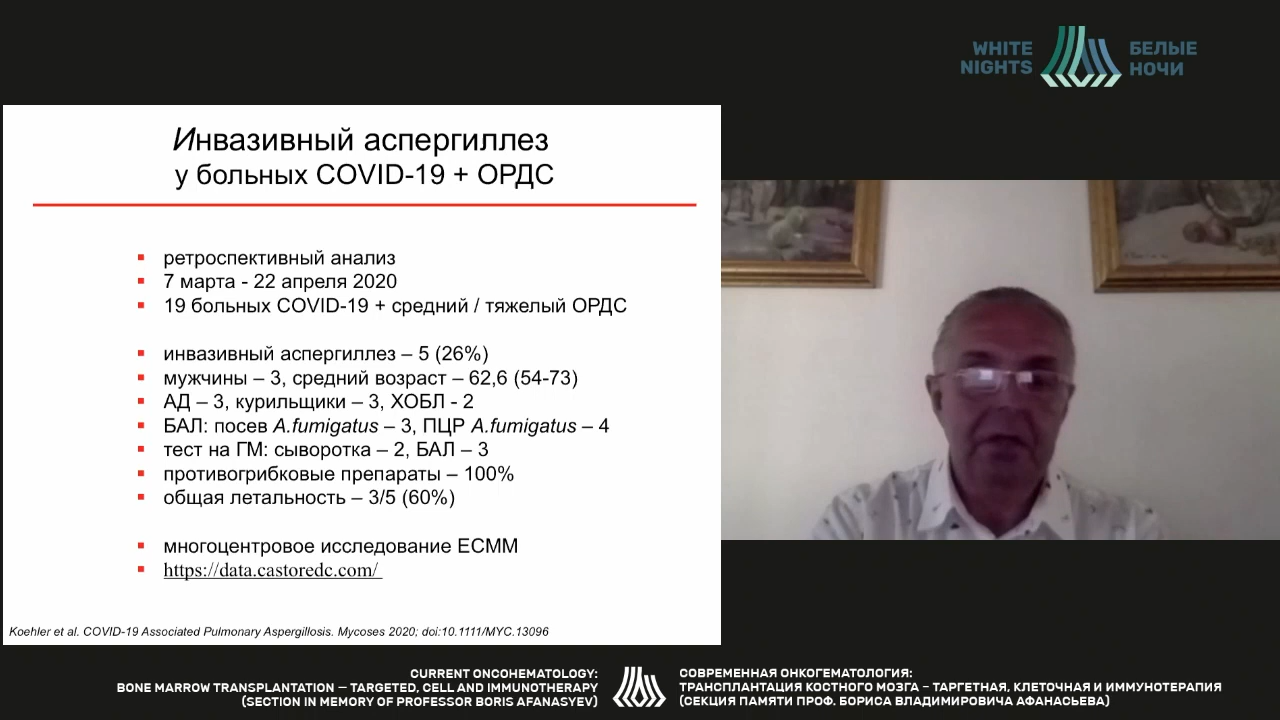 WHITE
NIGHTS
БЕЛЫЕ
НОЧИ
Инвазивный аспергиллез
у больных COVID-19 + ОРДС
ретроспективный анализ
7 марта - 22 апреля 2020
19 больных COVID-19 + средний / тяжелый ОРДС
инвазивный аспергиллез – 5 (26%)
мужчины – 3, средний возраст – 62,6 (54-73)
АД – 3, курильщики – 3, ХОБЛ - 2
БАЛ: посев A.fumigatus – 3, ПЦР A.fumigatus – 4
тест на ГМ: сыворотка – 2, БАЛ – 3
противогрибковые препараты – 100%
общая летальность – 3/5 (60%)
многоцентровое исследование ECMM
https://data.castoredc.com/
Koehler et al. COVID-19 Associated Pulmonary Aspergillosis. Mycoses 2020; doi:10.1111/MYC.13096
CURRENT ONCOHEMATOLOGY:
BONE MARROW TRANSPLANTATION – TARGETED, CELL AND IMMUNOTHERAPY
(SECTION IN MEMORY OF PROFESSOR BORIS AFANASYEV)
СОВРЕМЕННАЯ ОНКОГЕМАТОЛОГИЯ:
ТРАНСПЛАНТАЦИЯ КОСТНОГО МОЗГА – ТАРГЕТНАЯ, КЛЕТОЧНАЯ И ИММУНОТЕРАПИЯ
(СЕКЦИЯ ПАМЯТИ ПРОФ. БОРИСА ВЛАДИМИРОВИЧА АФАНАСЬЕВА)